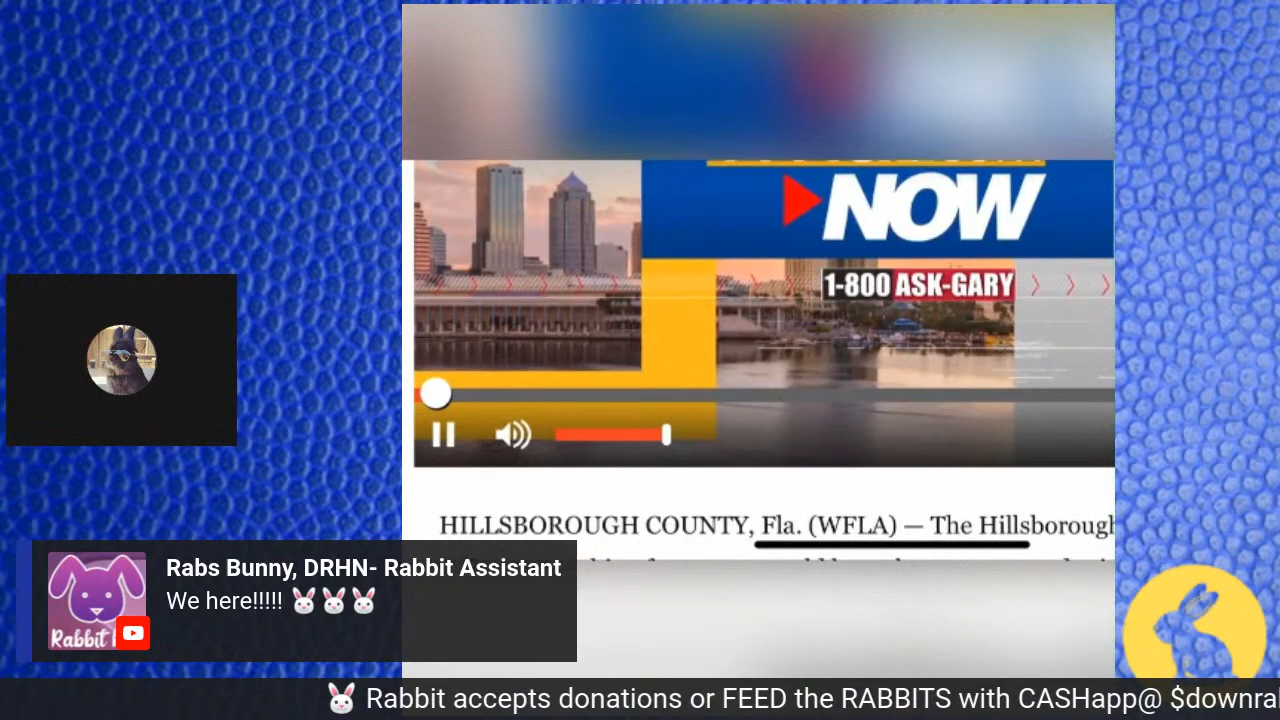 NOW
1-800 ASK-GARY
HILLSBOROUGH COUNTY, Fla. (WFLA) — The Hillsborough
Rabs Bunny, DRHN- Rabbit Assistant
We here!!!!! 🐰🐰🐰
Rabbit
🐰 Rabbit accepts donations or FEED the RABBITS with CASHapp@ $downra